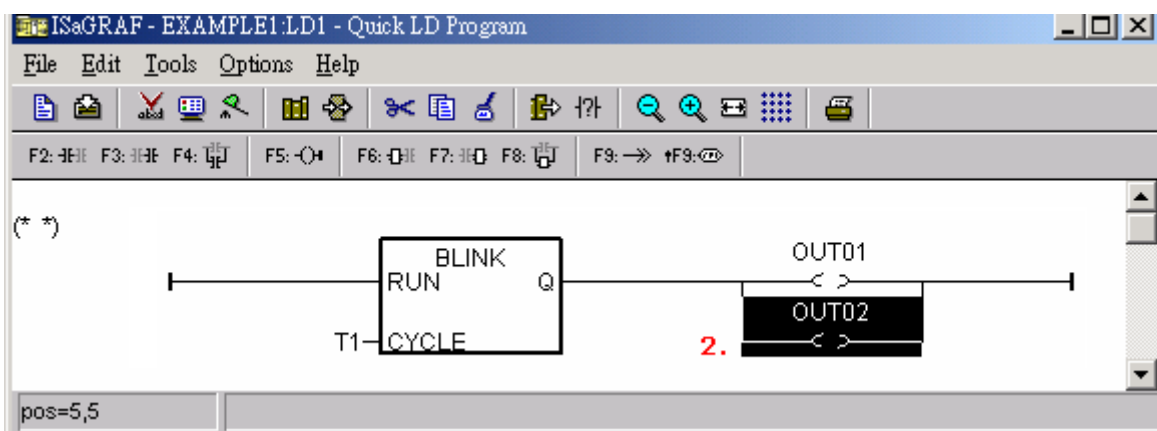 ISaGRAF - EXAMPLE1:LD1 - Quick LD Program
File Edit Tools Options Help
F2: F3: F4: F5: F6: F7: F8: F9: F9:
(* *)
BLINK
OUT01
RUN Q
OUT02
T1 CYCLE
2.
pos=5,5